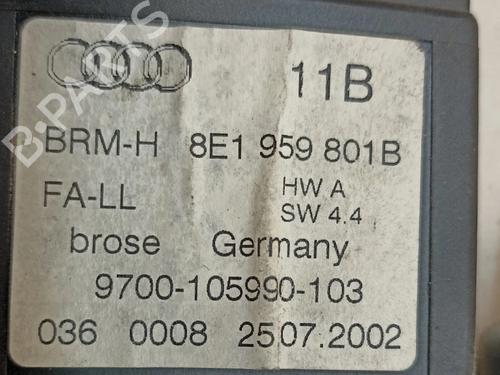 11B
BRM-H 8E1 959 801B
FA-LL HW A
SW 4.4
brose Germany
9700-105990-103
036 0008 25.07.2002
B-PARTS